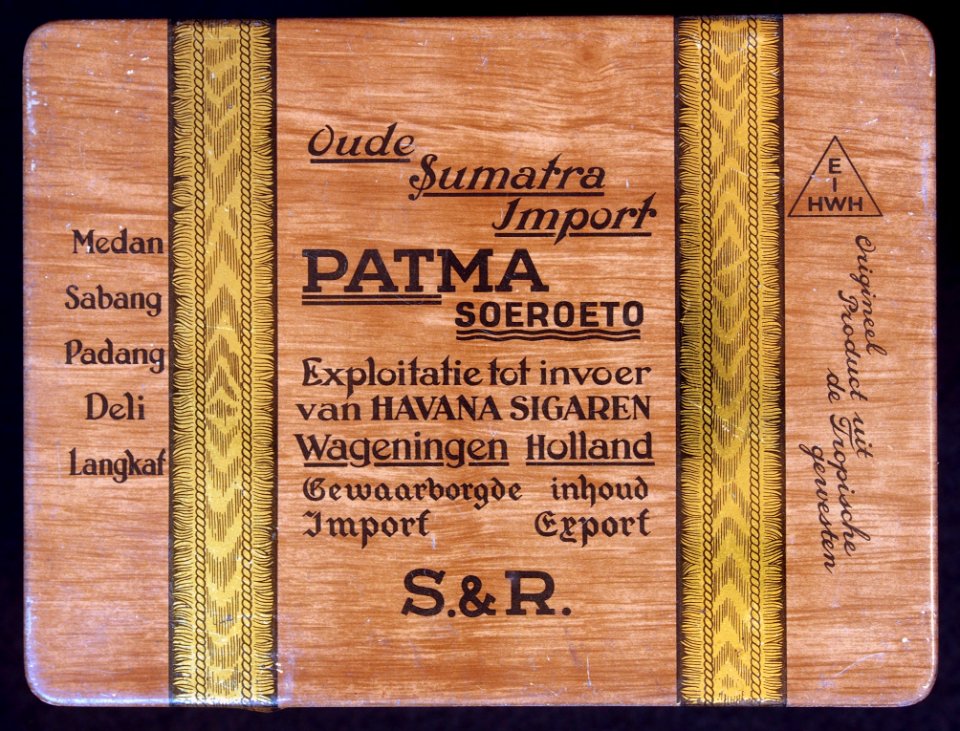 Medan
Sabang
Padang
Deli
Langkaf
Oude
Sumatra
Import
PATMA
SOEROETO
Exploitatie tot invoer
van HAVANA SIGAREN
Wageningen Holland
Gewaarborgde inhoud
Import Export
S.&R.
E
I
HWH
Origineel
Product uit
de Tropische
gewesten